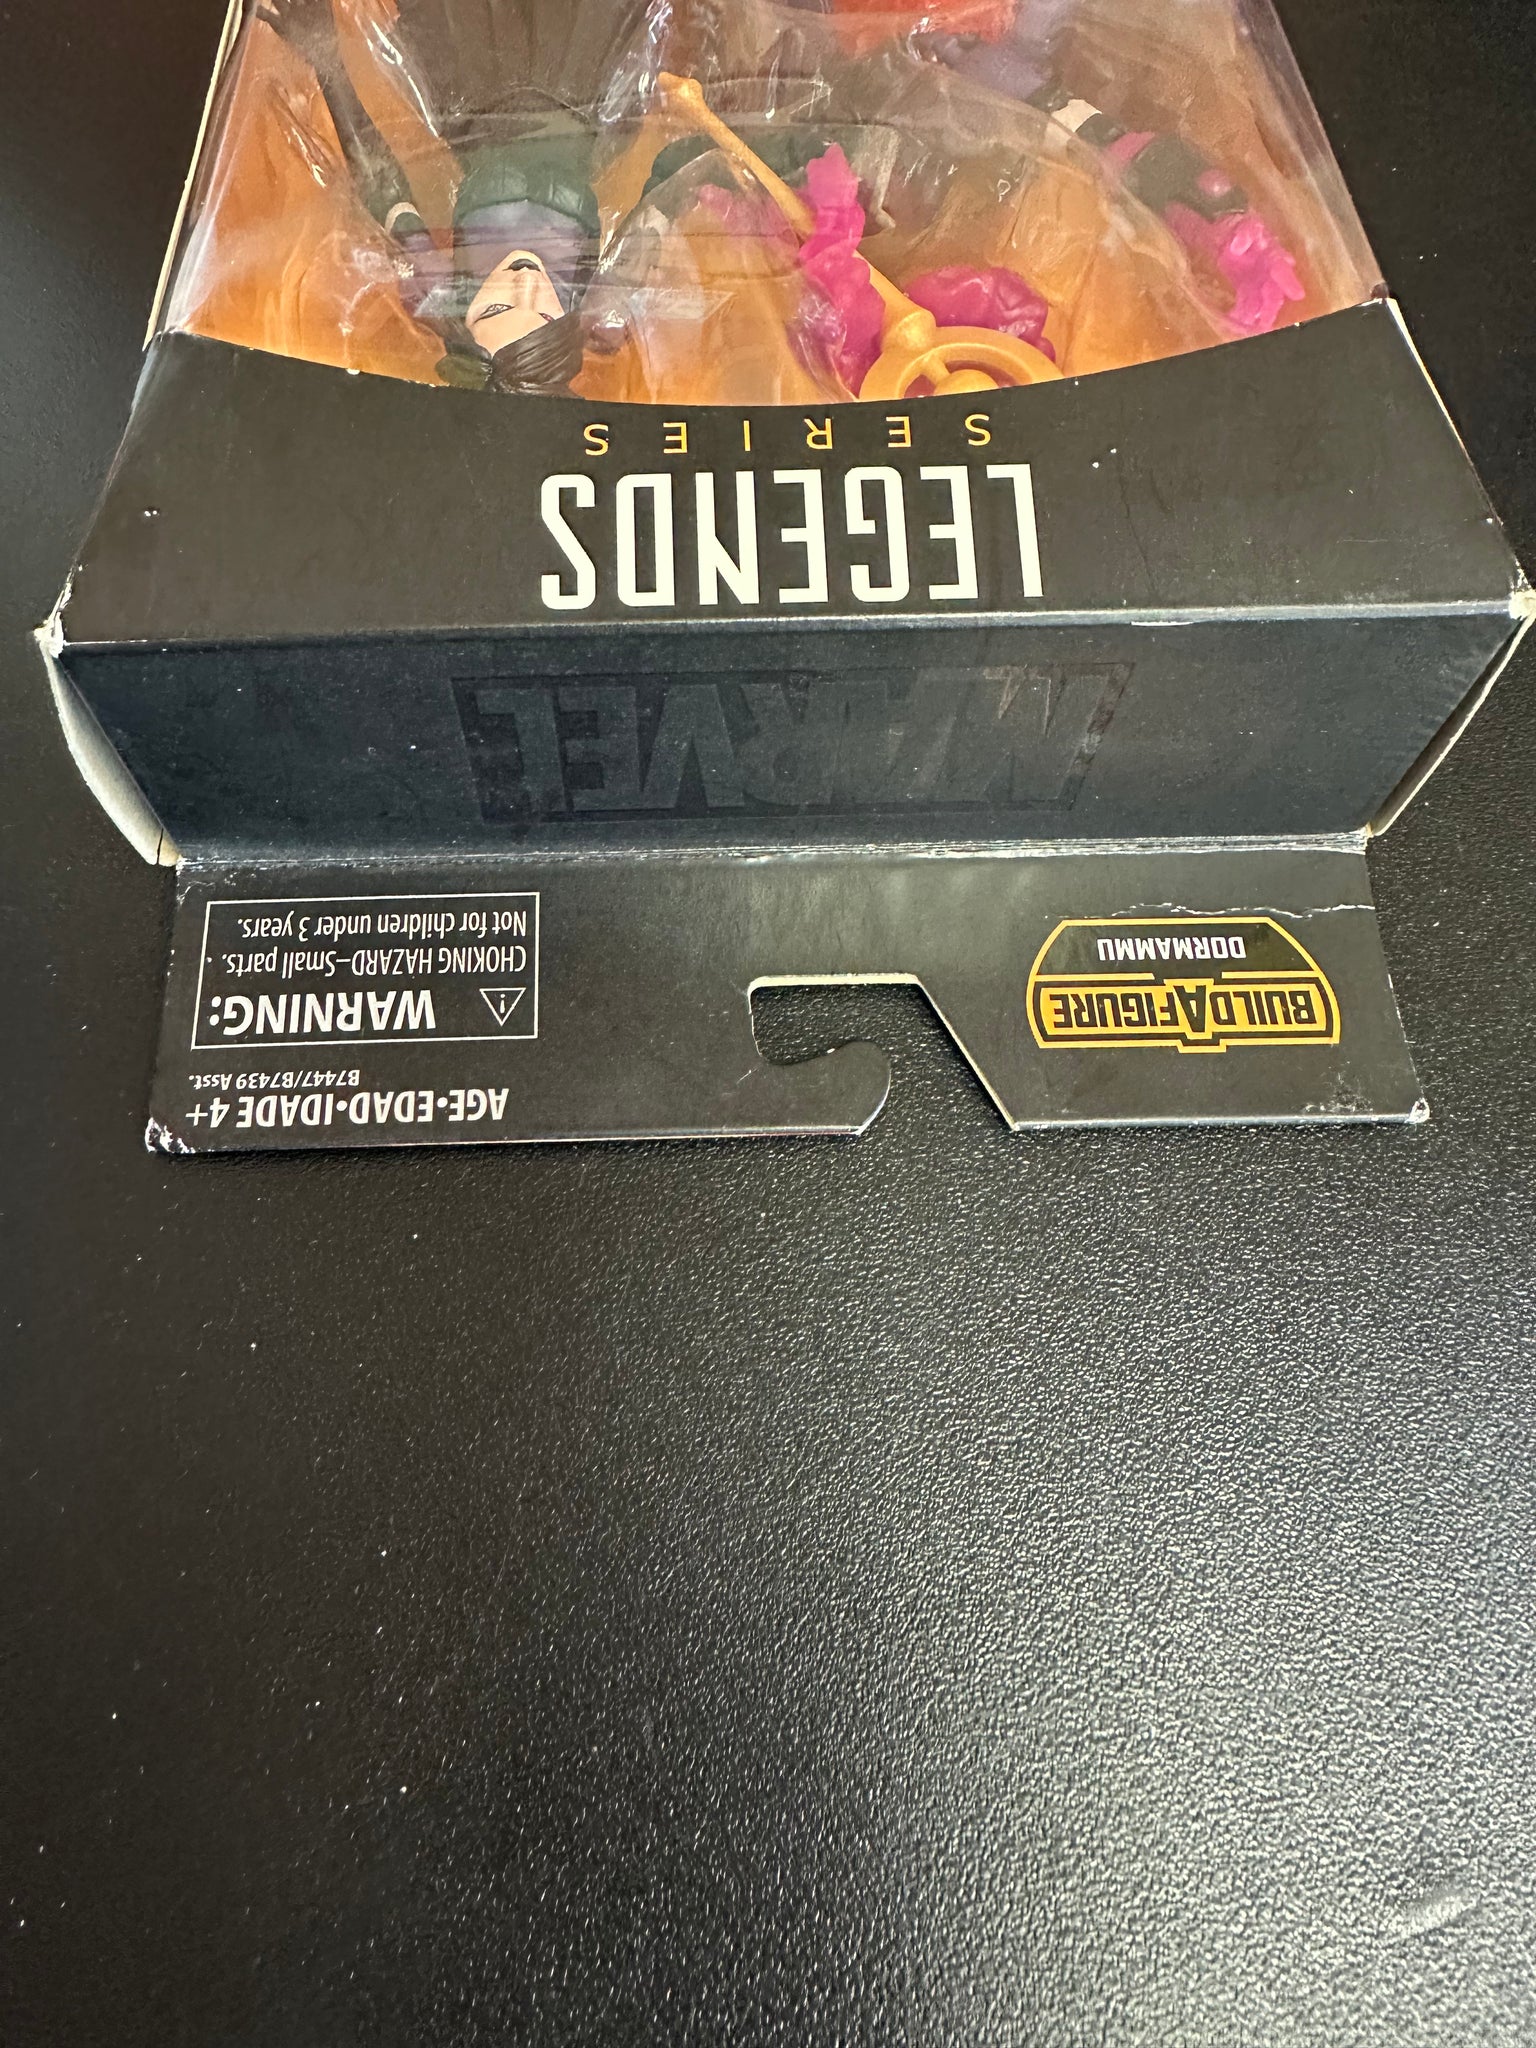 AGE•EDAD•IDADE 4+
B7447/B7439 Asst.
WARNING:
CHOKING HAZARD–Small parts.
Not for children under 3 years.
BUILDAFIGURE
DORMAMMU
MARVEL
LEGENDS
SERIES